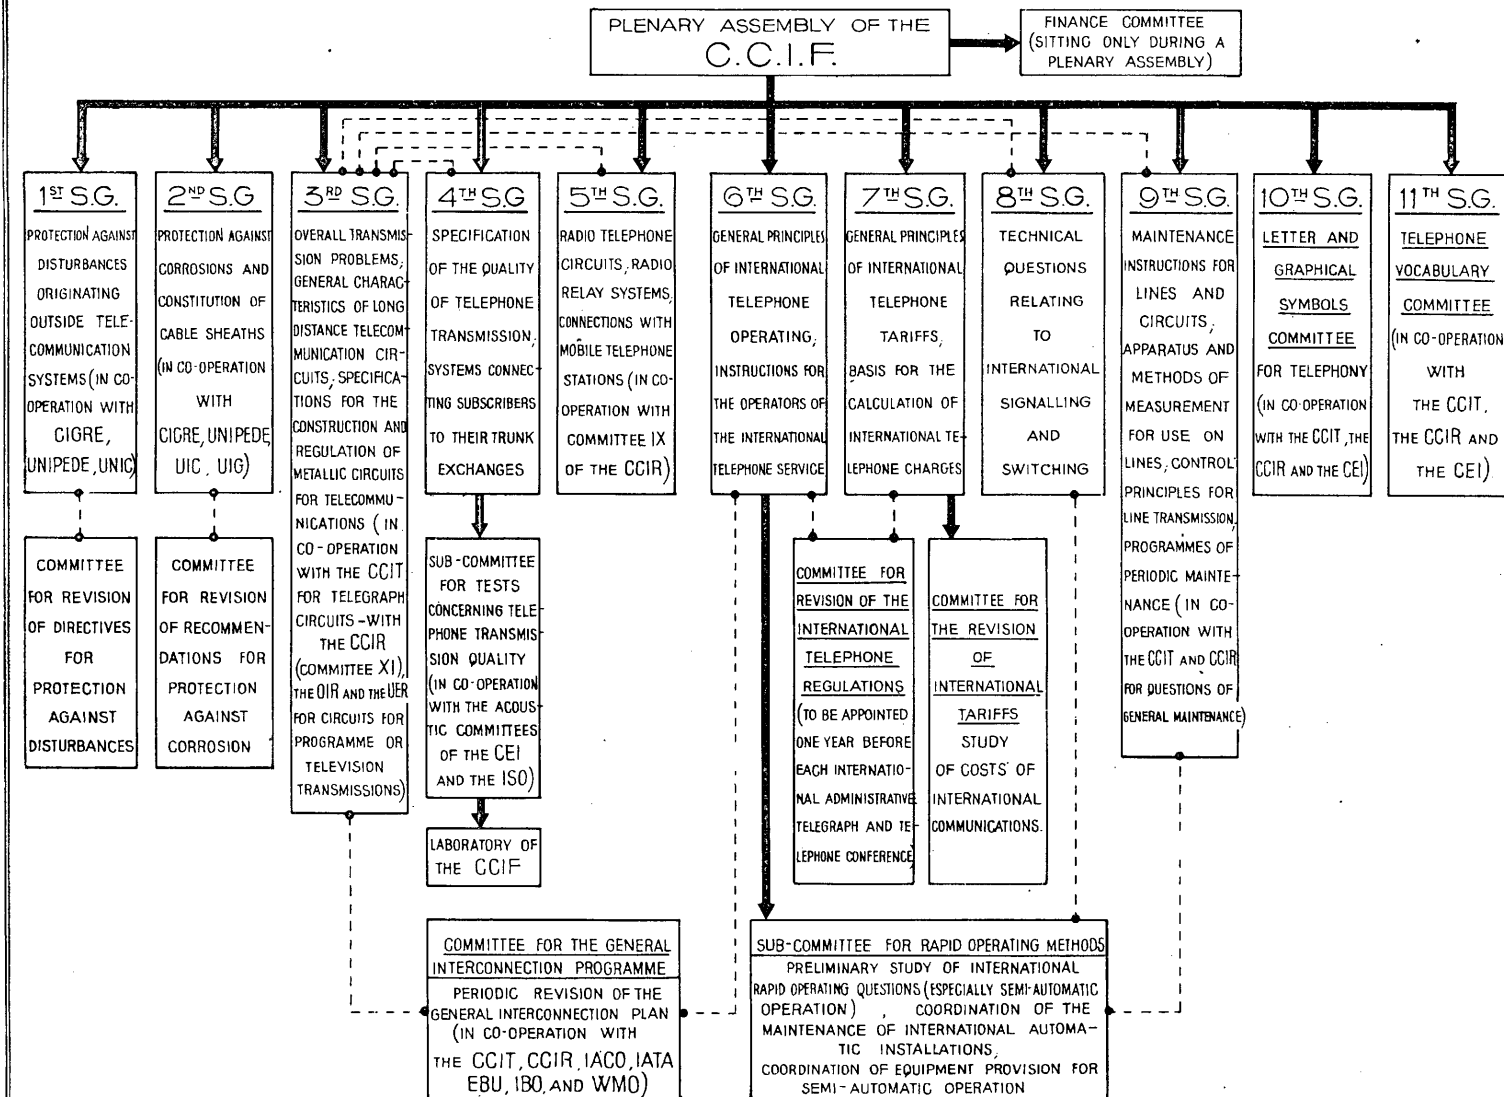 PLENARY ASSEMBLY OF THE
C.C.I.F.
FINANCE COMMITTEE
(SITTING ONLY DURING A
PLENARY ASSEMBLY)
1ST S.G.
PROTECTION AGAINST
DISTURBANCES
ORIGINATING
OUTSIDE TELE-
COMMUNICATION
SYSTEMS (IN CO-
OPERATION WITH
CIGRE,
UNIPEDE, UNIC)
2ND S.G
PROTECTION AGAINST
CORROSIONS AND
CONSTITUTION OF
CABLE SHEATHS
(IN CO-OPERATION
WITH
CIGRE, UNIPEDE,
UIC, UIG)
3RD S.G.
OVERALL TRANSMIS-
SION PROBLEMS;
GENERAL CHARAC-
TERISTICS OF LONG
DISTANCE TELECOM-
MUNICATION CIR-
CUITS; SPECIFICA-
TIONS FOR THE
CONSTRUCTION AND
REGULATION OF
METALLIC CIRCUITS
FOR TELECOMMU-
NICATIONS (IN
CO-OPERATION
WITH THE CCIT
FOR TELEGRAPH
CIRCUITS-WITH
THE CCIR
(COMMITTEE XI),
THE OIR AND THE UER
FOR CIRCUITS FOR
PROGRAMME OR
TELEVISION
TRANSMISSIONS)
4TH S.G
SPECIFICATION
OF THE QUALITY
OF TELEPHONE
TRANSMISSION;
SYSTEMS CONNEC-
TING SUBSCRIBERS
TO THEIR TRUNK
EXCHANGES
5TH S.G.
RADIO TELEPHONE
CIRCUITS, RADIO
RELAY SYSTEMS,
CONNECTIONS WITH
MOBILE TELEPHONE
STATIONS (IN CO-
OPERATION WITH
COMMITTEE IX
OF THE CCIR)
6TH S.G.
GENERAL PRINCIPLES
OF INTERNATIONAL
TELEPHONE
OPERATING;
INSTRUCTIONS FOR
THE OPERATORS OF
THE INTERNATIONAL
TELEPHONE SERVICE
7TH S.G.
GENERAL PRINCIPLES
OF INTERNATIONAL
TELEPHONE
TARIFFS;
BASIS FOR THE
CALCULATION OF
INTERNATIONAL TE-
LEPHONE CHARGES
8TH S.G.
TECHNICAL
QUESTIONS
RELATING
TO
INTERNATIONAL
SIGNALLING
AND
SWITCHING
9TH S.G.
MAINTENANCE
INSTRUCTIONS FOR
LINES AND
CIRCUITS;
APPARATUS AND
METHODS OF
MEASUREMENT
FOR USE ON
LINES; CONTROL
PRINCIPLES FOR
LINE TRANSMISSION,
PROGRAMMES OF
PERIODIC MAINTE-
NANCE (IN CO-
OPERATION WITH
THE CCIT AND CCIR
FOR QUESTIONS OF
GENERAL MAINTENANCE)
10TH S.G.
LETTER AND
GRAPHICAL
SYMBOLS
COMMITTEE
FOR TELEPHONY
(IN CO-OPERATION
WITH THE CCIT, THE
CCIR AND THE CEI)
11TH S.G.
TELEPHONE
VOCABULARY
COMMITTEE
(IN CO-OPERATION
WITH
THE CCIT,
THE CCIR AND
THE CEI)
COMMITTEE
FOR REVISION
OF DIRECTIVES
FOR
PROTECTION
AGAINST
DISTURBANCES
COMMITTEE
FOR REVISION
OF RECOMMEN-
DATIONS FOR
PROTECTION
AGAINST
CORROSION
SUB-COMMITTEE
FOR TESTS
CONCERNING TELE-
PHONE TRANSMIS-
SION QUALITY
(IN CO-OPERATION
WITH THE ACOUS-
TIC COMMITTEES
OF THE CEI
AND THE ISO)
LABORATORY OF
THE CCIF
COMMITTEE FOR
REVISION OF THE
INTERNATIONAL
TELEPHONE
REGULATIONS
(TO BE APPOINTED
ONE YEAR BEFORE
EACH INTERNATIO-
NAL ADMINISTRATIVE
TELEGRAPH AND TE-
LEPHONE CONFERENCE)
COMMITTEE FOR
THE REVISION
OF
INTERNATIONAL
TARIFFS
STUDY
OF COSTS OF
INTERNATIONAL
COMMUNICATIONS.
COMMITTEE FOR THE GENERAL
INTERCONNECTION PROGRAMME
PERIODIC REVISION OF THE
GENERAL INTERCONNECTION PLAN
(IN CO-OPERATION WITH
THE CCIT, CCIR, IACO, IATA
EBU, IBO, AND WMO)
SUB-COMMITTEE FOR RAPID OPERATING METHODS
PRELIMINARY STUDY OF INTERNATIONAL
RAPID OPERATING QUESTIONS (ESPECIALLY SEMI-AUTOMATIC
OPERATION) , COORDINATION OF THE
MAINTENANCE OF INTERNATIONAL AUTOMA-
TIC INSTALLATIONS,
COORDINATION OF EQUIPMENT PROVISION FOR
SEMI-AUTOMATIC OPERATION